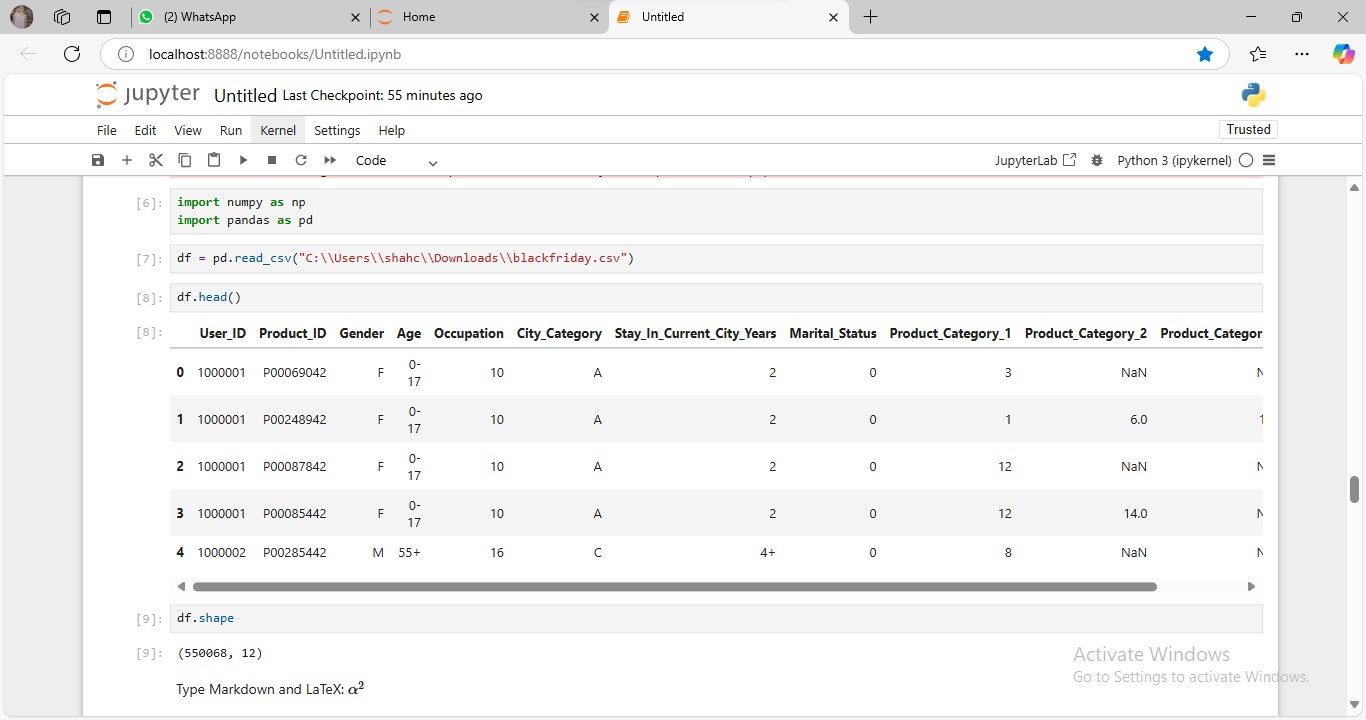 (2) WhatsApp
Home
Untitled
localhost:8888/notebooks/Untitled.ipynb
jupyter Untitled Last Checkpoint: 55 minutes ago
File Edit View Run Kernel Settings Help
Trusted
Code
JupyterLab
Python 3 (ipykernel)
[6]: import numpy as np
import pandas as pd
[7]: df = pd.read_csv("C:\\Users\\shahc\\Downloads\\blackfriday.csv")
[8]: df.head()
[8]: User_ID Product_ID Gender Age Occupation City_Category Stay_In_Current_City_Years Marital_Status Product_Category_1 Product_Category_2 Product_Categor
0 1000001 P00069042 F 0-17 10 A 2 0 3 NaN N
1 1000001 P00248942 F 0-17 10 A 2 0 1 6.0 1
2 1000001 P00087842 F 0-17 10 A 2 0 12 NaN N
3 1000001 P00085442 F 0-17 10 A 2 0 12 14.0 N
4 1000002 P00285442 M 55+ 16 C 4+ 0 8 NaN N
[9]: df.shape
[9]: (550068, 12)
Type Markdown and LaTeX: α²
Activate Windows
Go to Settings to activate Windows.